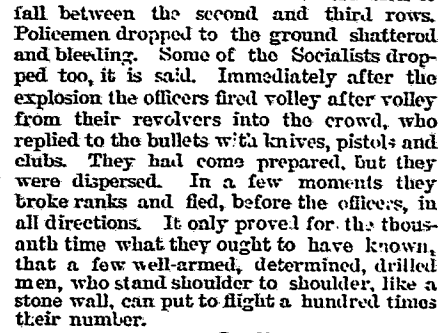 fall between the second and third rows.
Policemen dropped to the ground shattered
and bleeding. Some of the Socialists drop-
ped too, it is said. Immediately after the
explosion the officers fired volley after volley
from their revolvers into the crowd, who
replied to the bullets with knives, pistols and
clubs. They had come prepared, but they
were dispersed. In a few moments they
broke ranks and fled, before the officers, in
all directions. It only proved for the thous-
anth time what they ought to have known,
that a few well-armed, determined, drilled
men, who stand shoulder to shoulder, like a
stone wall, can put to flight a hundred times
their number.